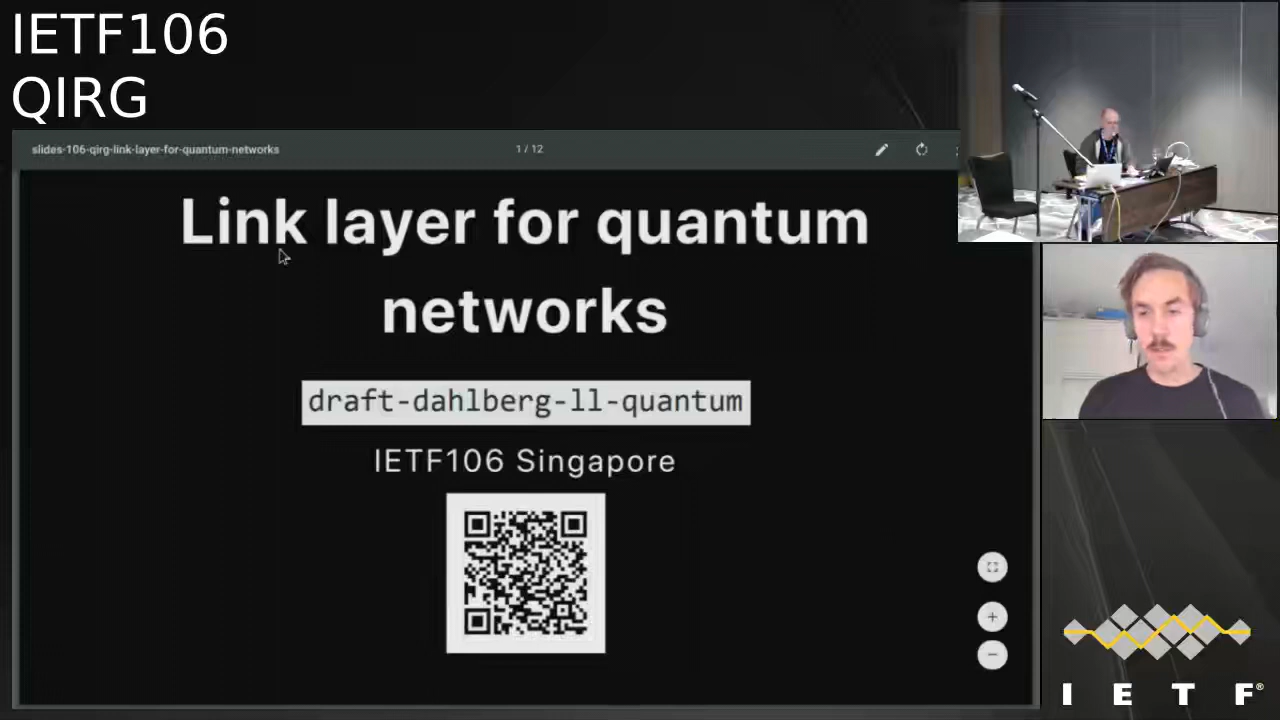 IETF106
QIRG
slides-106-qirg-link-layer-for-quantum-networks
1 / 12
Link layer for quantum
networks
draft-dahlberg-ll-quantum
IETF106 Singapore
I E T F®